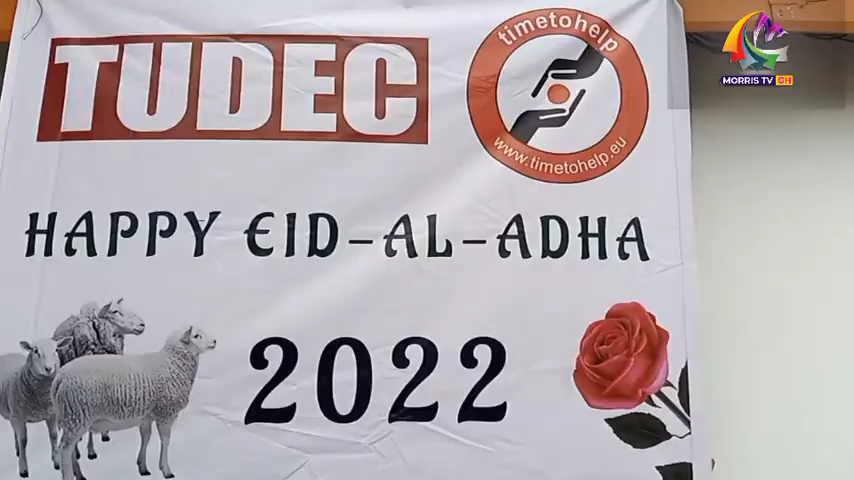 TUDEC
timetohelp
www.timetohelp.eu
MORRIS TV GH
HAPPY EID-AL-ADHA
2022